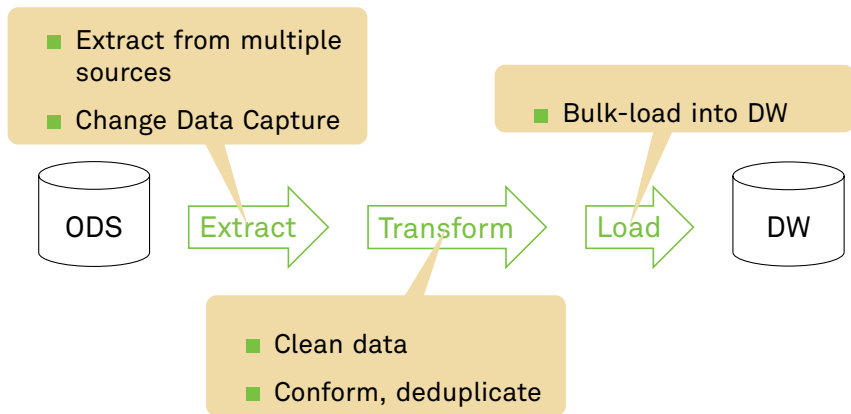 Extract from multiple
sources
Change Data Capture
Bulk-load into DW
ODS
Extract
Transform
Load
DW
Clean data
Conform, deduplicate